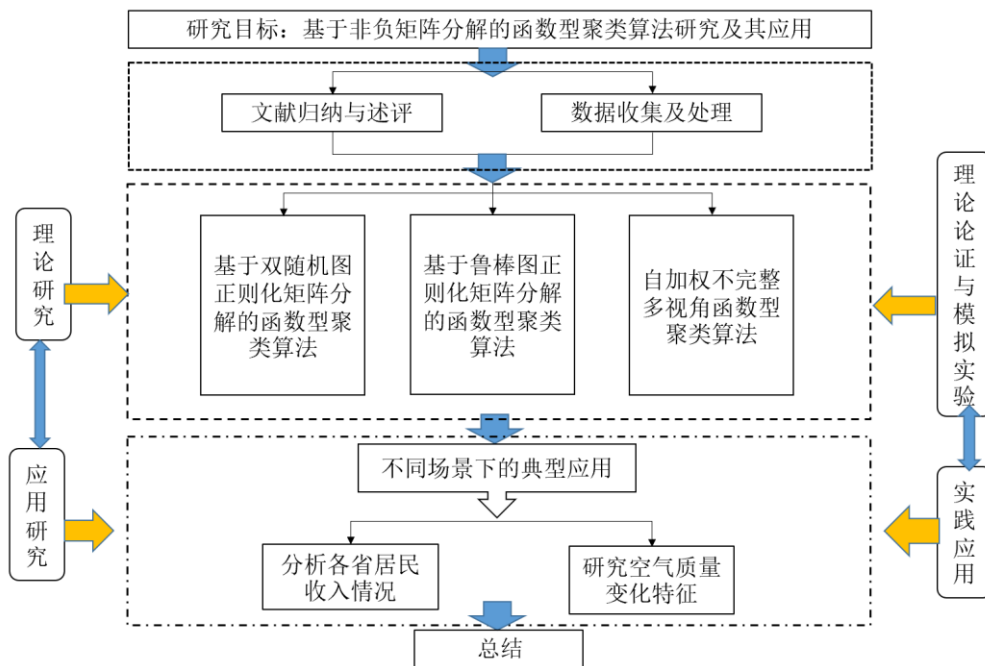 研究目标：基于非负矩阵分解的函数型聚类算法研究及其应用
文献归纳与述评
数据收集及处理
理论研究
基于双随机图
正则化矩阵分
解的函数型聚
类算法
基于鲁棒图正
则化矩阵分解
的函数型聚类
算法
自加权不完整
多视角函数型
聚类算法
理论论证与模拟实验
应用研究
不同场景下的典型应用
分析各省居民
收入情况
研究空气质量
变化特征
实践应用
总结